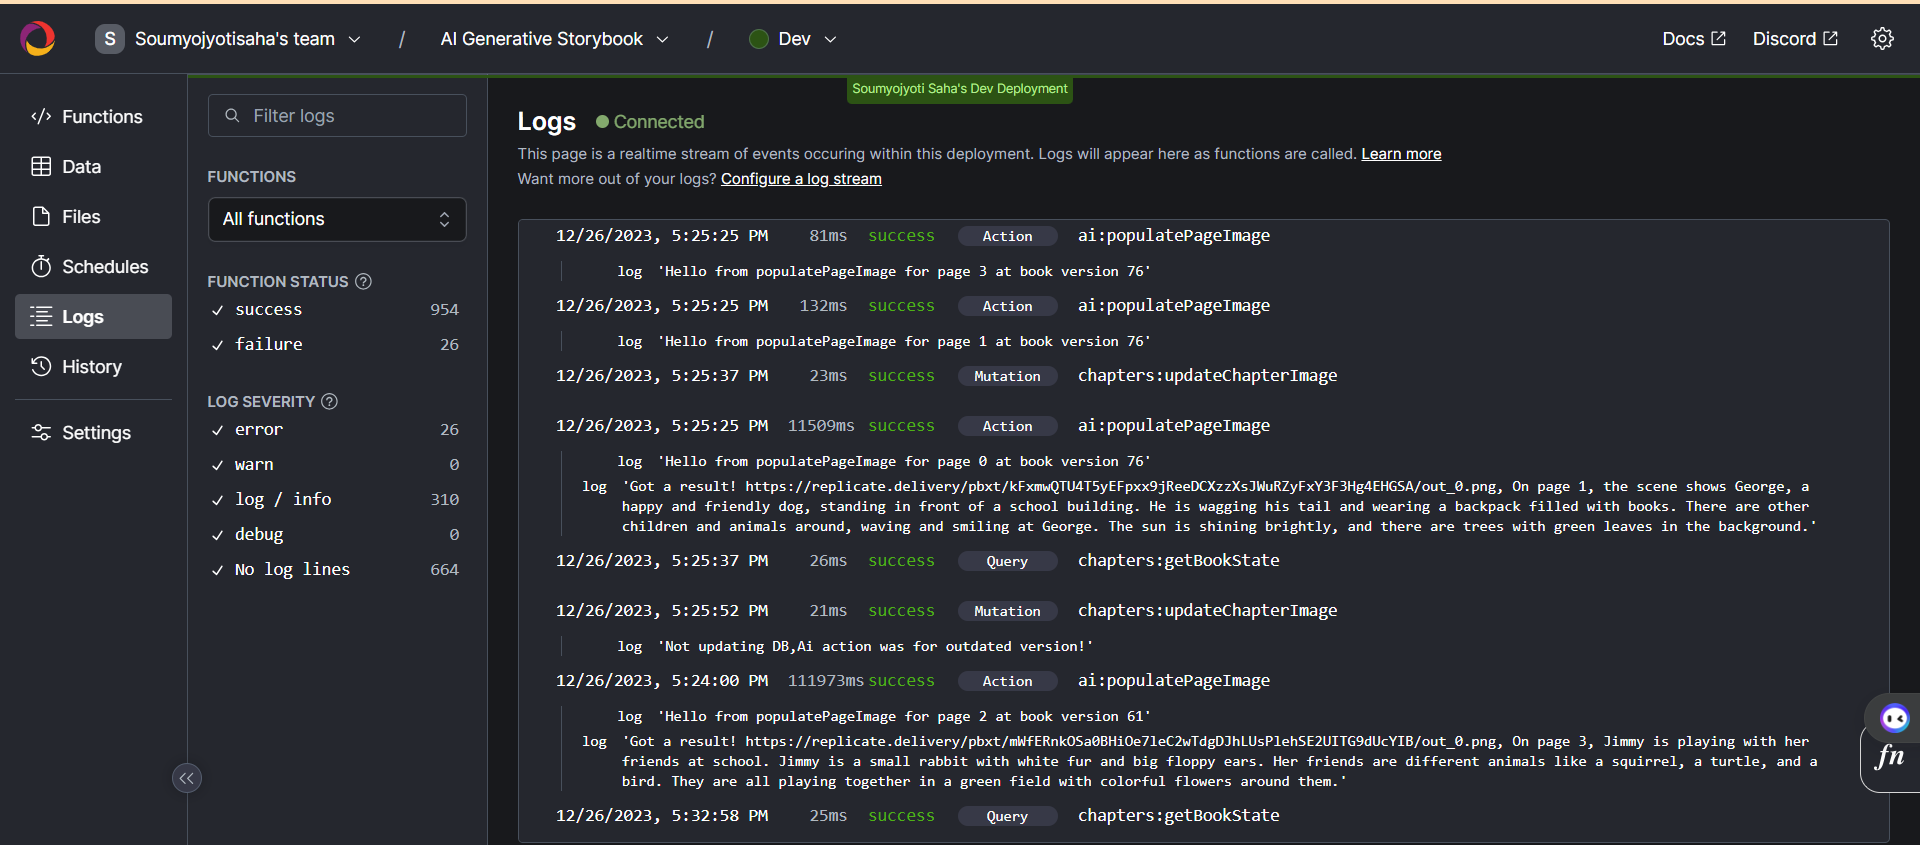 S Soumyojyotisaha's team / AI Generative Storybook / Dev Docs Discord
Soumyojyoti Saha's Dev Deployment
Functions
Data
Files
Schedules
Logs
History
Settings
Filter logs
FUNCTIONS
All functions
FUNCTION STATUS ?
success 954
failure 26
LOG SEVERITY ?
error 26
warn 0
log / info 310
debug 0
No log lines 664
Logs Connected
This page is a realtime stream of events occuring within this deployment. Logs will appear here as functions are called. Learn more
Want more out of your logs? Configure a log stream
12/26/2023, 5:25:25 PM 81ms success Action ai:populatePageImage
log 'Hello from populatePageImage for page 3 at book version 76'
12/26/2023, 5:25:25 PM 132ms success Action ai:populatePageImage
log 'Hello from populatePageImage for page 1 at book version 76'
12/26/2023, 5:25:37 PM 23ms success Mutation chapters:updateChapterImage
12/26/2023, 5:25:25 PM 11509ms success Action ai:populatePageImage
log 'Hello from populatePageImage for page 0 at book version 76'
log 'Got a result! https://replicate.delivery/pbxt/kFxmwQTU4T5yEFpxx9jReeDCXzzXsJWuRZyFxY3F3Hg4EHGSA/out_0.png, On page 1, the scene shows George, a
happy and friendly dog, standing in front of a school building. He is wagging his tail and wearing a backpack filled with books. There are other
children and animals around, waving and smiling at George. The sun is shining brightly, and there are trees with green leaves in the background.'
12/26/2023, 5:25:37 PM 26ms success Query chapters:getBookState
12/26/2023, 5:25:52 PM 21ms success Mutation chapters:updateChapterImage
log 'Not updating DB,Ai action was for outdated version!'
12/26/2023, 5:24:00 PM 111973ms success Action ai:populatePageImage
log 'Hello from populatePageImage for page 2 at book version 61'
log 'Got a result! https://replicate.delivery/pbxt/mWfERnkOSa0BHiOe7leC2wTdgDJhLUsPlehSE2UITG9dUcYIB/out_0.png, On page 3, Jimmy is playing with her
friends at school. Jimmy is a small rabbit with white fur and big floppy ears. Her friends are different animals like a squirrel, a turtle, and a
bird. They are all playing together in a green field with colorful flowers around them.'
12/26/2023, 5:32:58 PM 25ms success Query chapters:getBookState
fn